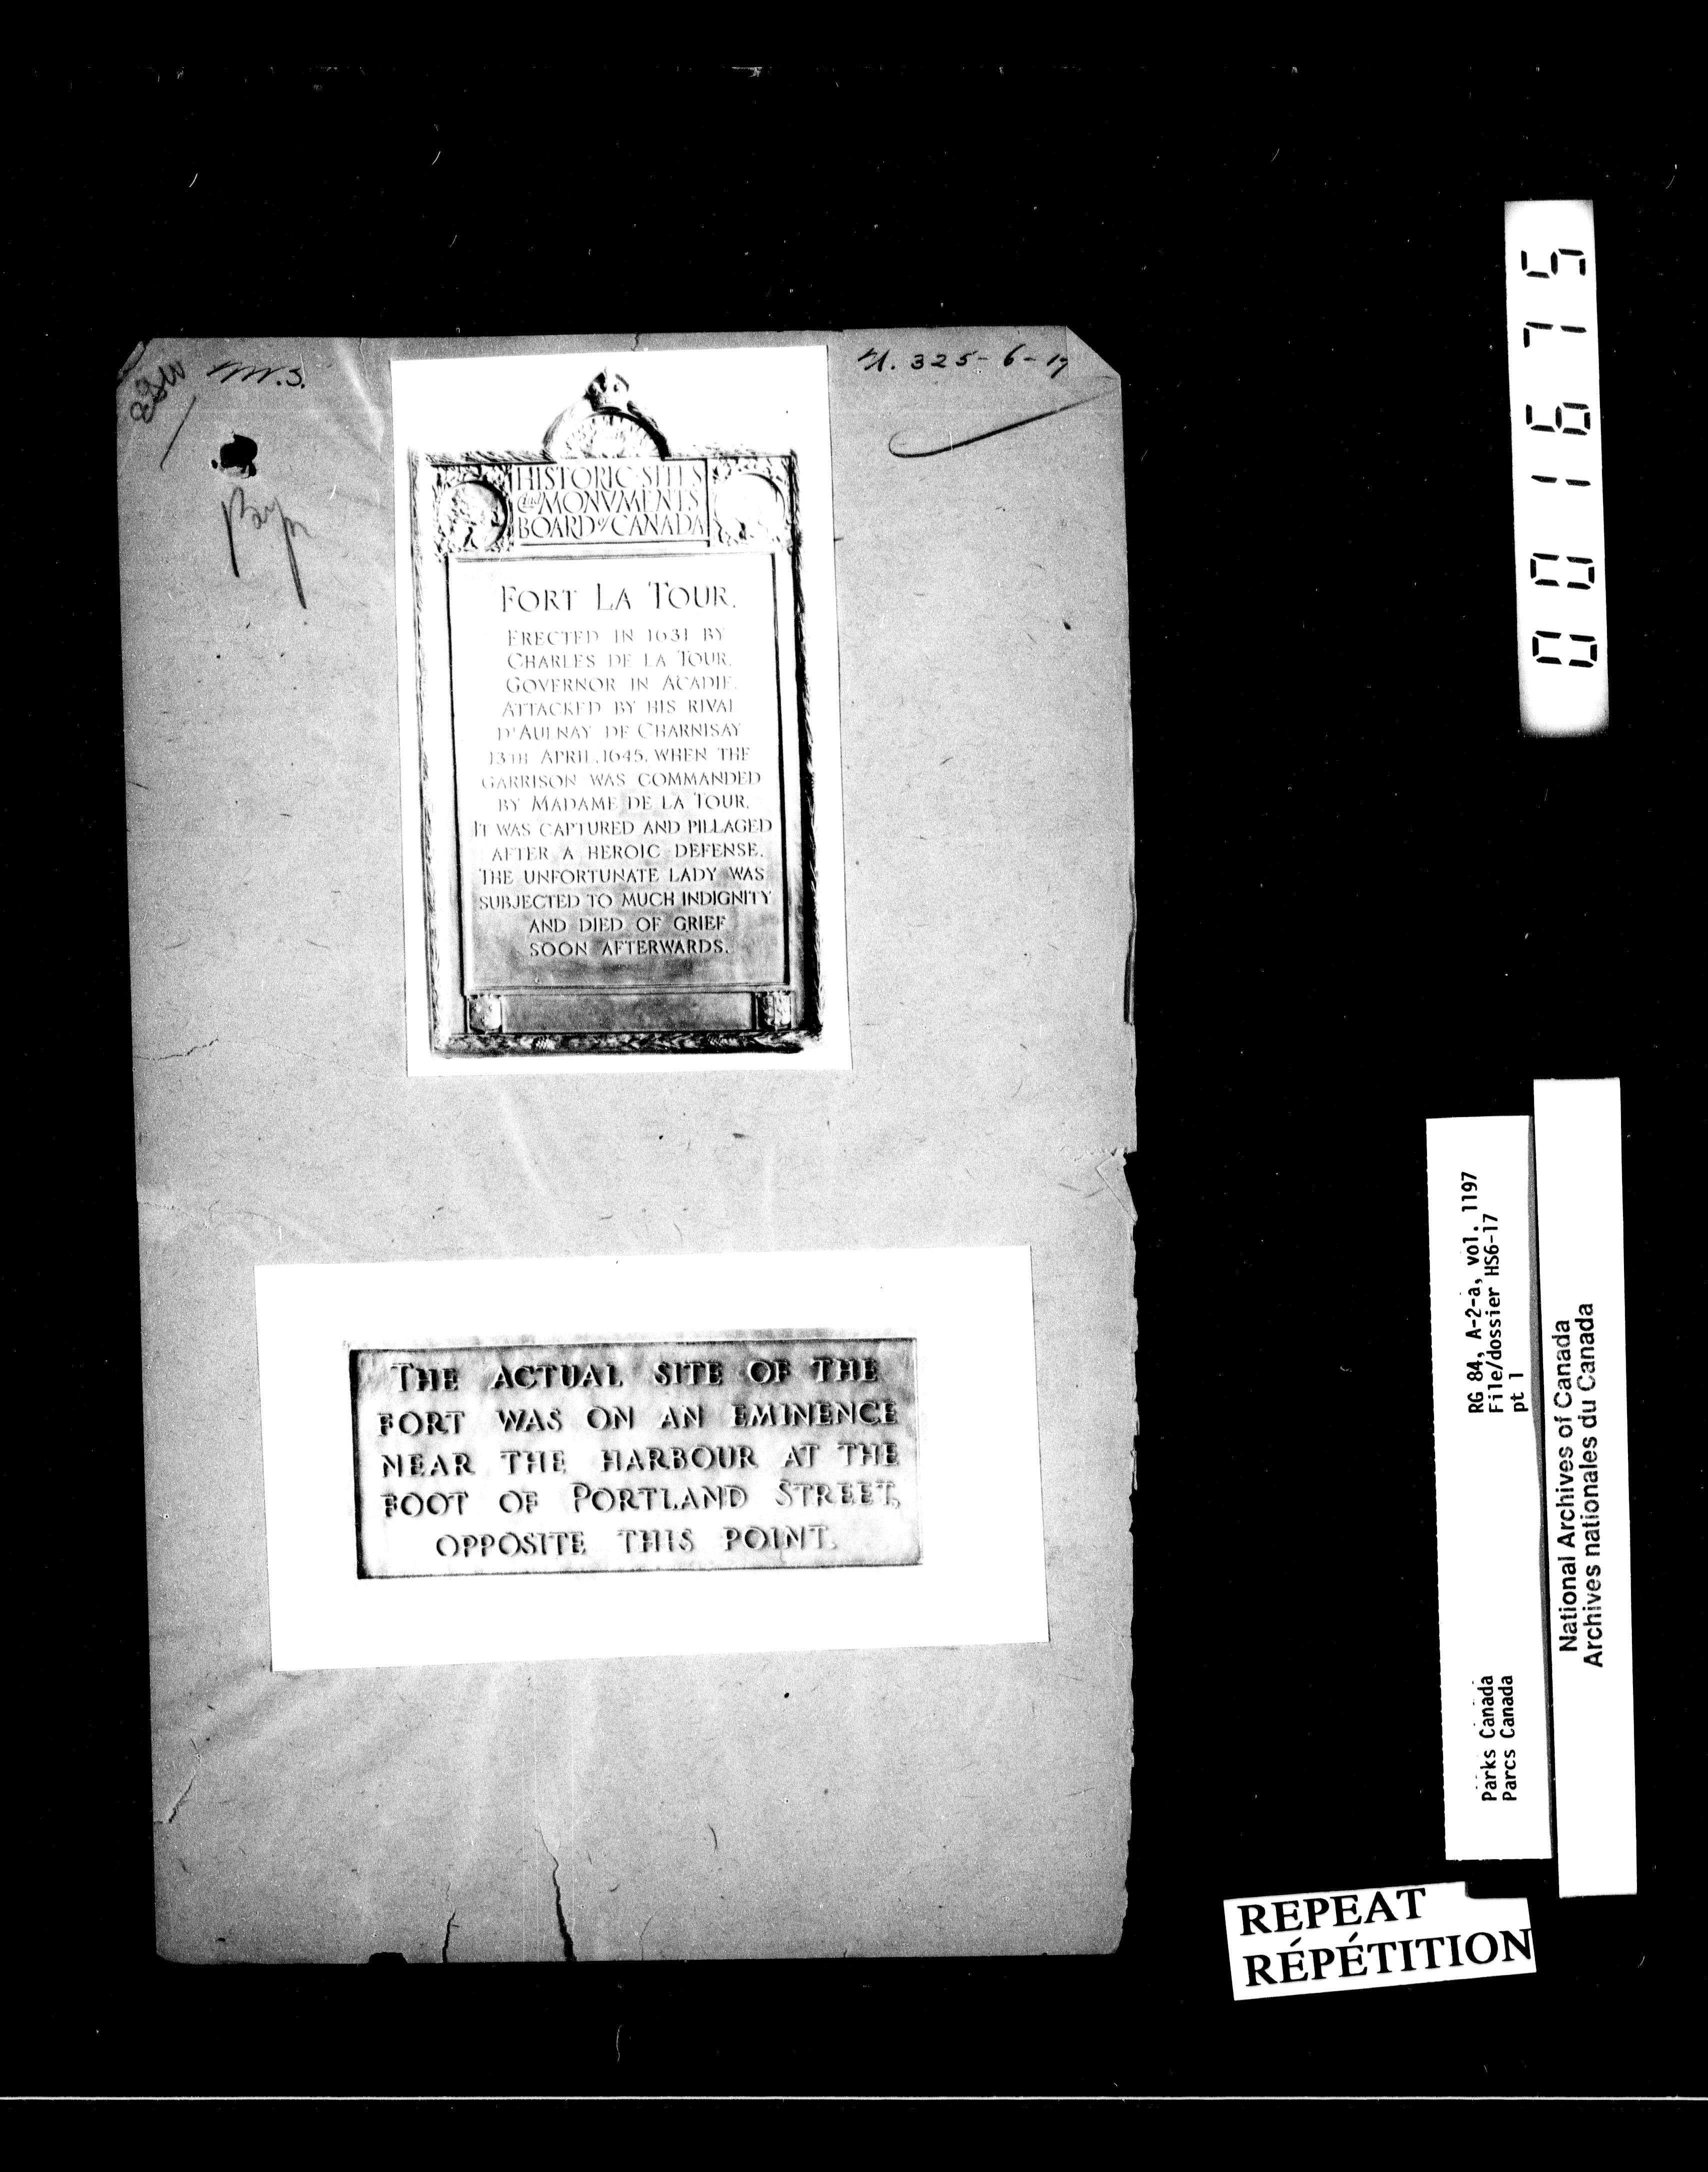 M.S.
U. 325-6-17
HISTORIC SITES
and MONVMENTS
BOARD of CANADA
FORT LA TOUR.
ERECTED IN 1631 BY
CHARLES DE LA TOUR,
GOVERNOR IN ACADIE.
ATTACKED BY HIS RIVAL
D'AULNAY DE CHARNISAY
13TH APRIL, 1645, WHEN THE
GARRISON WAS COMMANDED
BY MADAME DE LA TOUR.
IT WAS CAPTURED AND PILLAGED
AFTER A HEROIC DEFENSE.
THE UNFORTUNATE LADY WAS
SUBJECTED TO MUCH INDIGNITY
AND DIED OF GRIEF
SOON AFTERWARDS.
THE ACTUAL SITE OF THE
FORT WAS ON AN EMINENCE
NEAR THE HARBOUR AT THE
FOOT OF PORTLAND STREET,
OPPOSITE THIS POINT.
001675
RG 84, A-2-a, vol. 1197
File/dossier HS6-17
pt 1
Parks Canada
Parcs Canada
National Archives of Canada
Archives nationales du Canada
REPEAT
RÉPÉTITION